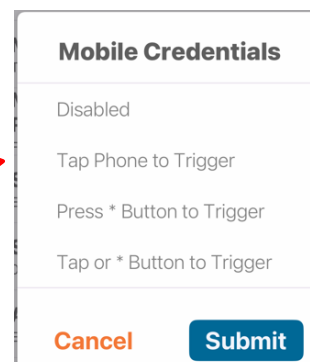 Mobile Credentials
Disabled
Tap Phone to Trigger
Press * Button to Trigger
Tap or * Button to Trigger
Cancel
Submit